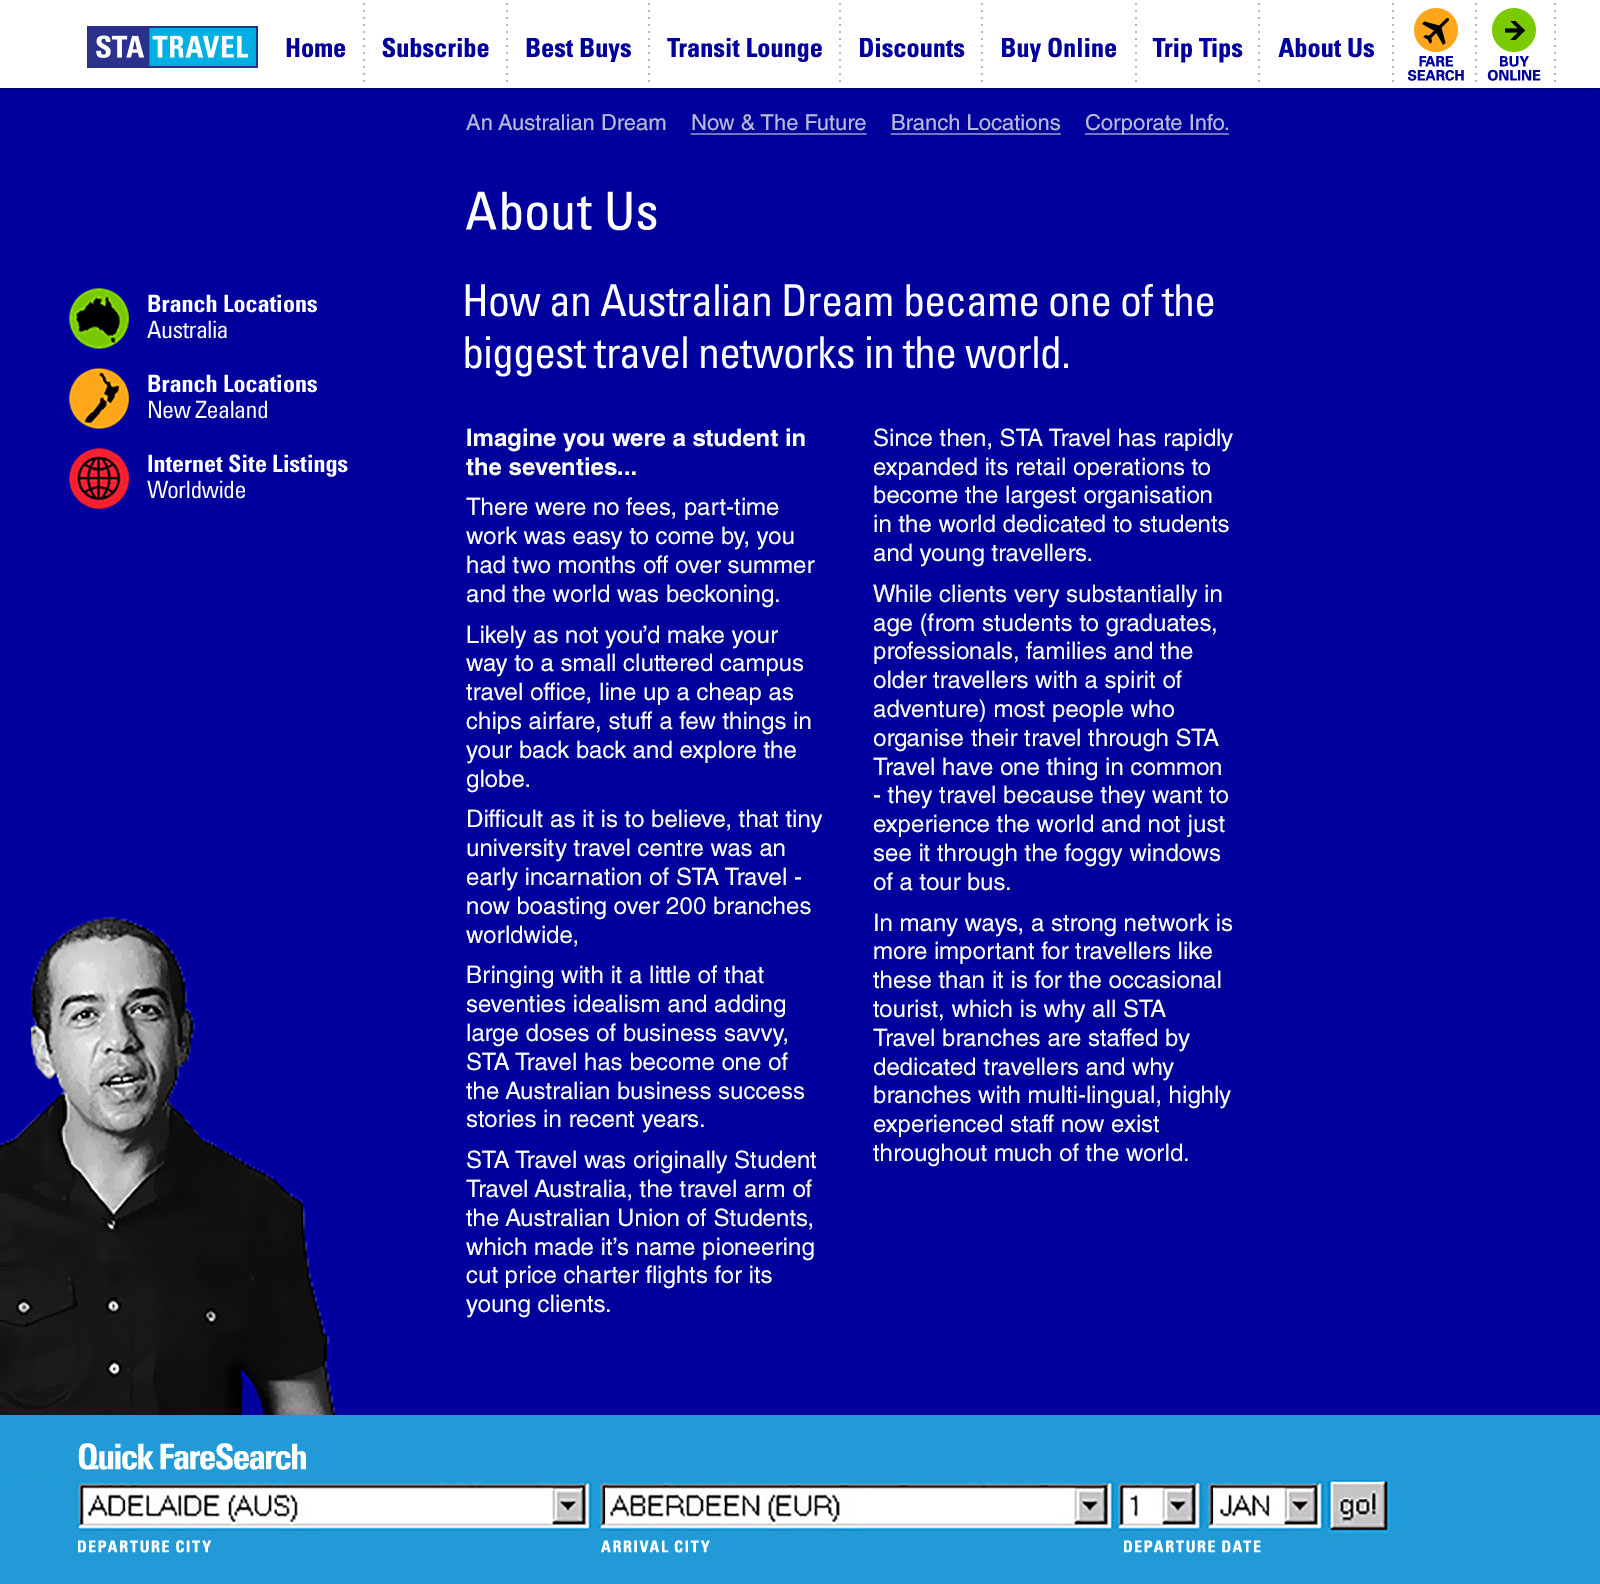 STA TRAVEL
Home
Subscribe
Best Buys
Transit Lounge
Discounts
Buy Online
Trip Tips
About Us
FARE
SEARCH
BUY
ONLINE
An Australian Dream
Now & The Future
Branch Locations
Corporate Info.
About Us
How an Australian Dream became one of the
biggest travel networks in the world.
Branch Locations
Australia
Branch Locations
New Zealand
Internet Site Listings
Worldwide
Imagine you were a student in
the seventies...
There were no fees, part-time
work was easy to come by, you
had two months off over summer
and the world was beckoning.
Likely as not you’d make your
way to a small cluttered campus
travel office, line up a cheap as
chips airfare, stuff a few things in
your back back and explore the
globe.
Difficult as it is to believe, that tiny
university travel centre was an
early incarnation of STA Travel -
now boasting over 200 branches
worldwide,
Bringing with it a little of that
seventies idealism and adding
large doses of business savvy,
STA Travel has become one of
the Australian business success
stories in recent years.
STA Travel was originally Student
Travel Australia, the travel arm of
the Australian Union of Students,
which made it’s name pioneering
cut price charter flights for its
young clients.
Since then, STA Travel has rapidly
expanded its retail operations to
become the largest organisation
in the world dedicated to students
and young travellers.
While clients very substantially in
age (from students to graduates,
professionals, families and the
older travellers with a spirit of
adventure) most people who
organise their travel through STA
Travel have one thing in common
- they travel because they want to
experience the world and not just
see it through the foggy windows
of a tour bus.
In many ways, a strong network is
more important for travellers like
these than it is for the occasional
tourist, which is why all STA
Travel branches are staffed by
dedicated travellers and why
branches with multi-lingual, highly
experienced staff now exist
throughout much of the world.
Quick FareSearch
ADELAIDE (AUS)
ABERDEEN (EUR)
1
JAN
go!
DEPARTURE CITY
ARRIVAL CITY
DEPARTURE DATE